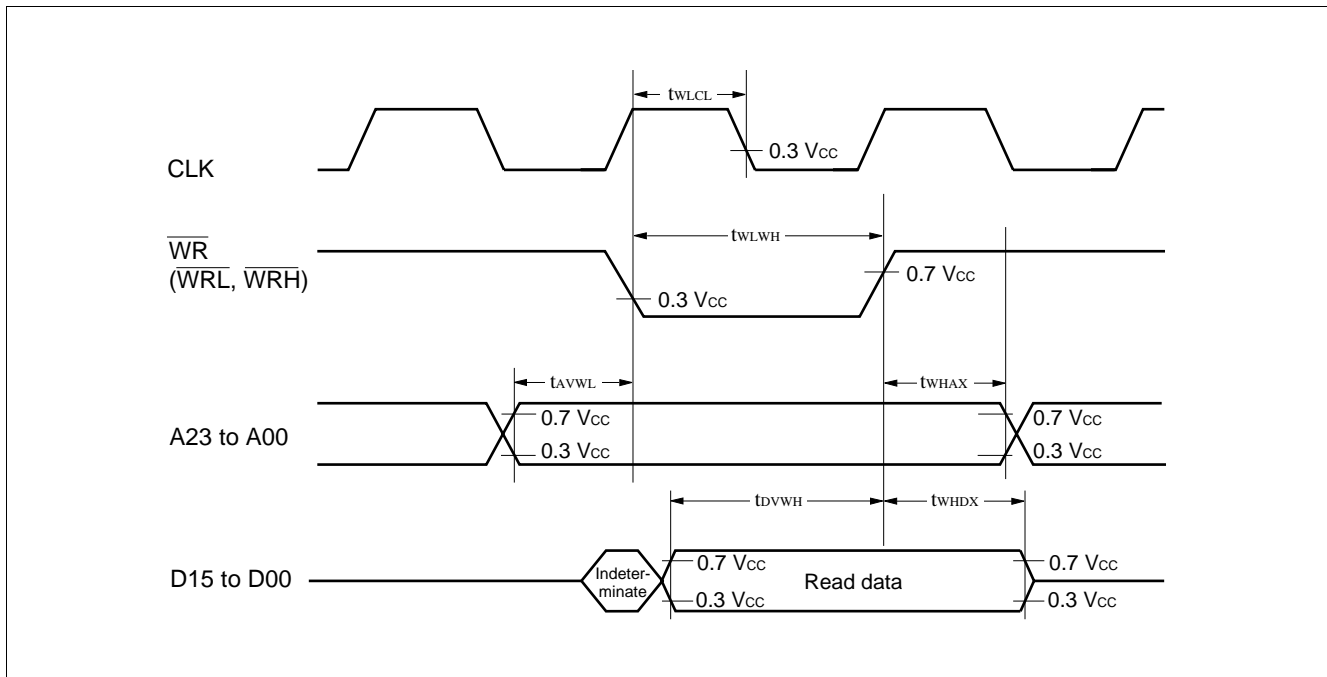 tWLCL
0.3 VCC
CLK
tWLWH
WR
(WRL, WRH)
0.7 VCC
0.3 VCC
tAVWL
tWHAX
0.7 VCC
0.7 VCC
A23 to A00
0.3 VCC
0.3 VCC
tDVWH
tWHDX
0.7 VCC
0.7 VCC
D15 to D00
Indeter-
minate
Read data
0.3 VCC
0.3 VCC